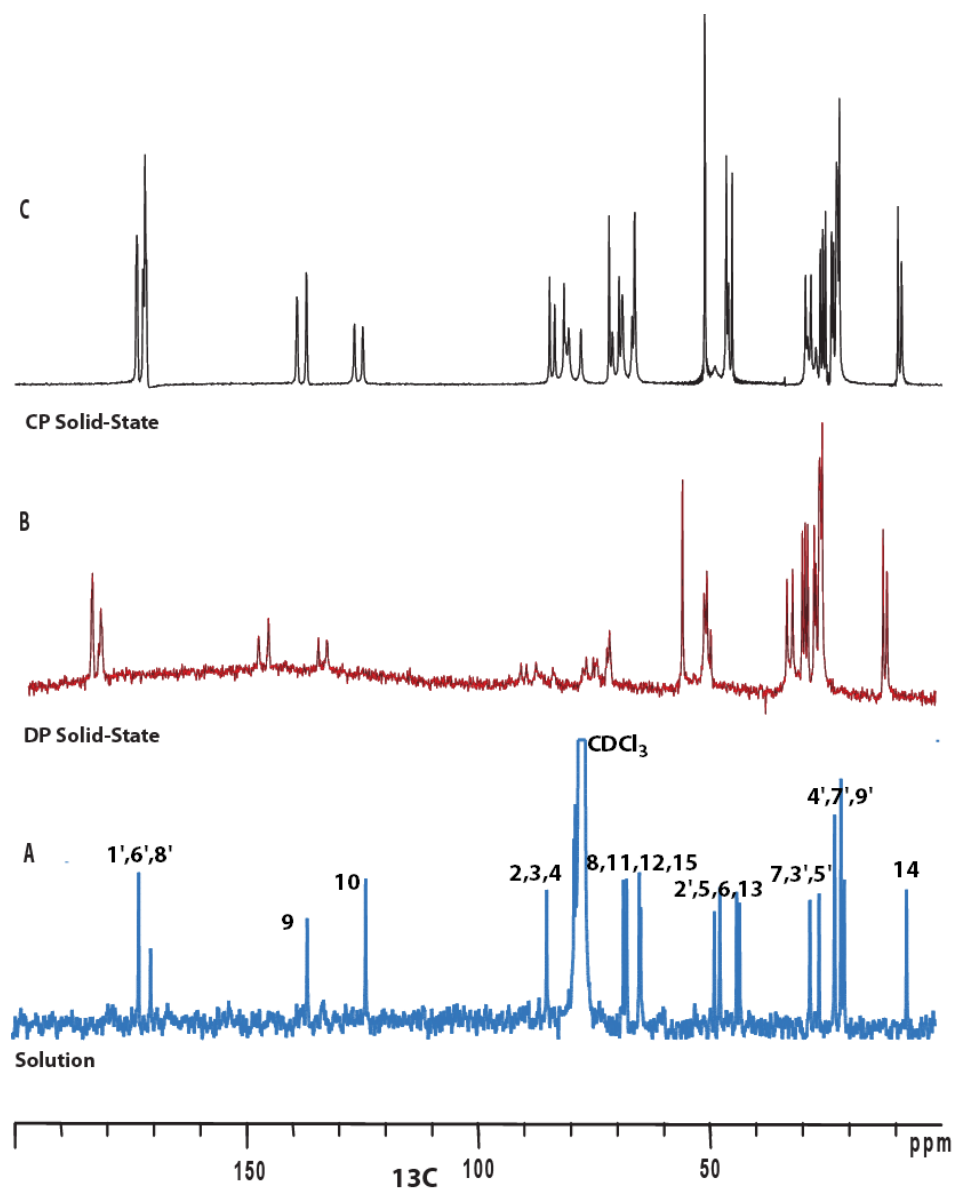 C
CP Solid-State
B
DP Solid-State
CDCl₃
A
1',6',8'
9
10
2,3,4
8,11,12,15
2',5,6,13
7,3',5'
4',7',9'
14
Solution
150
13C
100
50
ppm